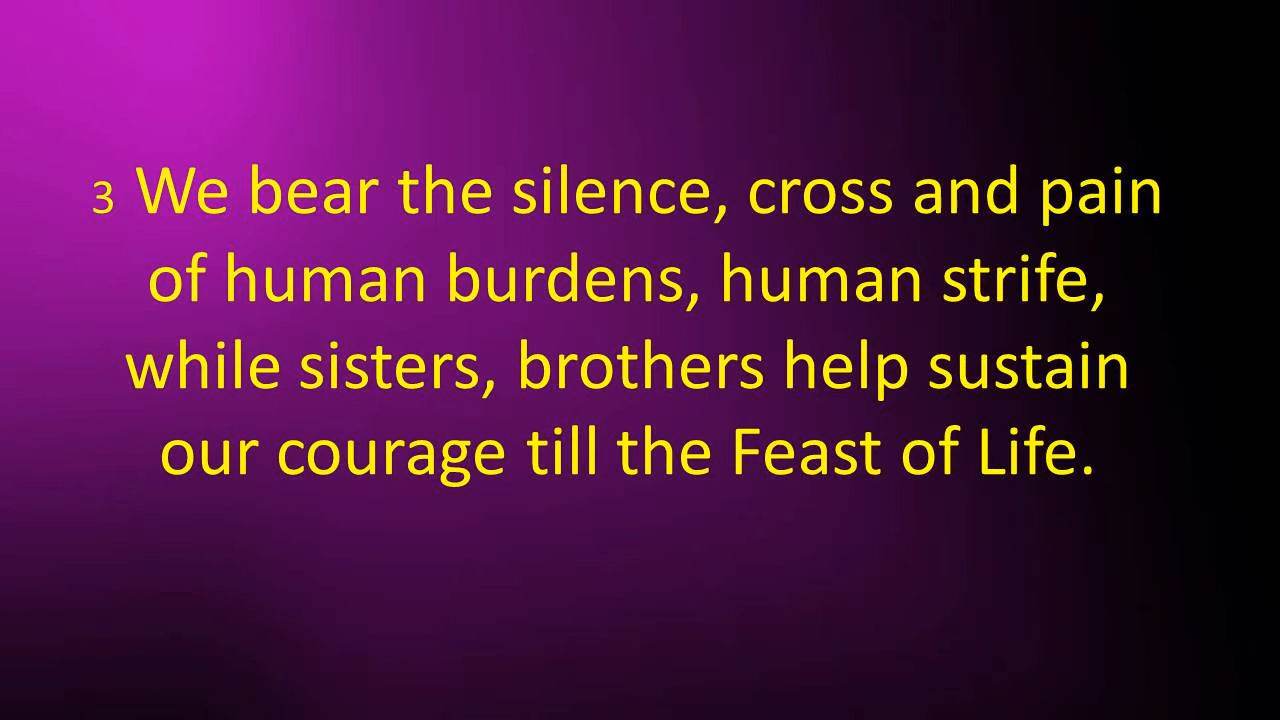 3 We bear the silence, cross and pain
of human burdens, human strife,
while sisters, brothers help sustain
our courage till the Feast of Life.